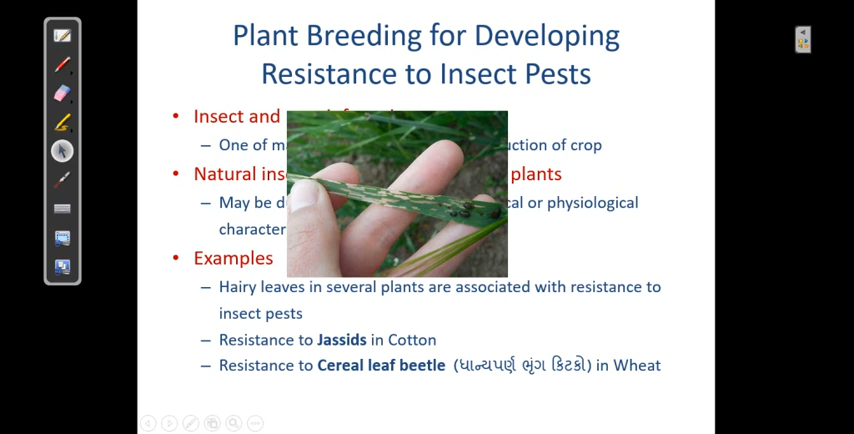 Plant Breeding for Developing
Resistance to Insect Pests
• Insect and
– One of m uction of crop
• Natural ins plants
– May be d cal or physiological
character
• Examples
– Hairy leaves in several plants are associated with resistance to
insect pests
– Resistance to Jassids in Cotton
– Resistance to Cereal leaf beetle (ધાન્યપર્ણ ભૃંગ કિટકો) in Wheat